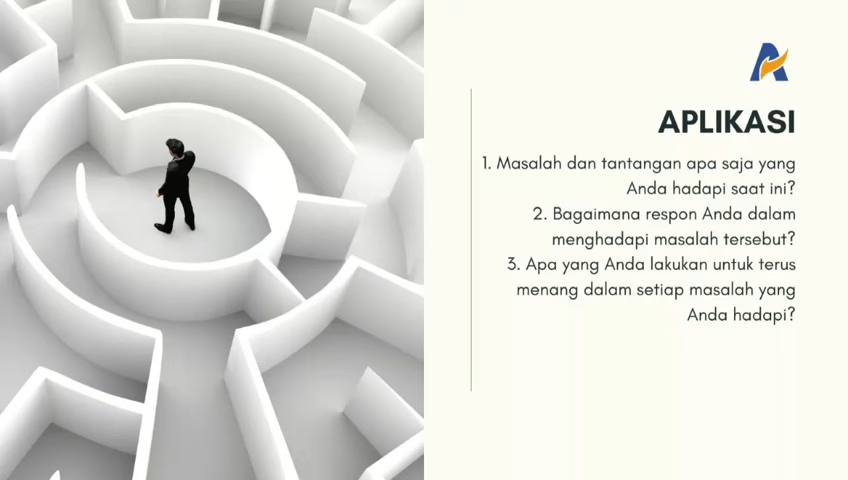 APLIKASI
1. Masalah dan tantangan apa saja yang
Anda hadapi saat ini?
2. Bagaimana respon Anda dalam
menghadapi masalah tersebut?
3. Apa yang Anda lakukan untuk terus
menang dalam setiap masalah yang
Anda hadapi?